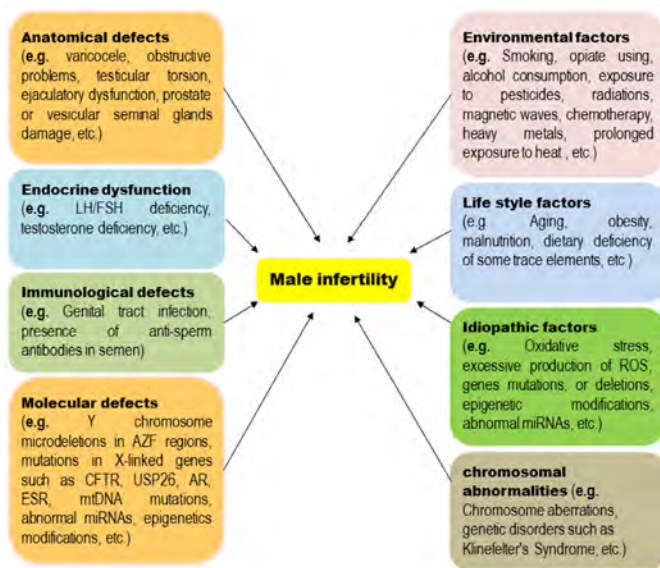 Anatomical defects
(e.g. varicocele, obstructive
problems, testicular torsion,
ejaculatory dysfunction, prostate
or vesicular seminal glands
damage, etc.)
Endocrine dysfunction
(e.g. LH/FSH deficiency,
testosterone deficiency, etc.)
Immunological defects
(e.g. Genital tract infection,
presence of anti-sperm
antibodies in semen)
Molecular defects
(e.g. Y chromosome
microdeletions in AZF regions,
mutations in X-linked genes
such as CFTR, USP26, AR,
ESR, mtDNA mutations,
abnormal miRNAs, epigenetics
modifications, etc.)
Male infertility
Environmental factors
(e.g. Smoking, opiate using,
alcohol consumption, exposure
to pesticides, radiations,
magnetic waves, chemotherapy,
heavy metals, prolonged
exposure to heat , etc.)
Life style factors
(e.g Aging, obesity,
malnutrition, dietary deficiency
of some trace elements, etc.)
Idiopathic factors
(e.g. Oxidative stress,
excessive production of ROS,
genes mutations, or deletions,
epigenetic modifications,
abnormal miRNAs, etc.)
chromosomal
abnormalities (e.g.
Chromosome aberrations,
genetic disorders such as
Klinefelter's Syndrome, etc.)